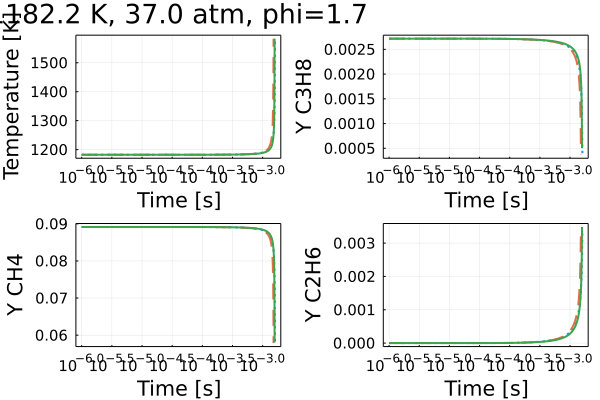 1182.2 K, 37.0 atm, phi=1.7
Temperature [K]
1500
1400
1300
1200
10⁻⁶·⁰ 10⁻⁵·⁵ 10⁻⁵·⁰ 10⁻⁴·⁵ 10⁻⁴·⁰ 10⁻³·⁵ 10⁻³·⁰
Time [s]
Y C3H8
0.0025
0.0020
0.0015
0.0010
0.0005
10⁻⁶·⁰ 10⁻⁵·⁵ 10⁻⁵·⁰ 10⁻⁴·⁵ 10⁻⁴·⁰ 10⁻³·⁵ 10⁻³·⁰
Time [s]
Y CH4
0.09
0.08
0.07
0.06
10⁻⁶·⁰ 10⁻⁵·⁵ 10⁻⁵·⁰ 10⁻⁴·⁵ 10⁻⁴·⁰ 10⁻³·⁵ 10⁻³·⁰
Time [s]
Y C2H6
0.003
0.002
0.001
0.000
10⁻⁶·⁰ 10⁻⁵·⁵ 10⁻⁵·⁰ 10⁻⁴·⁵ 10⁻⁴·⁰ 10⁻³·⁵ 10⁻³·⁰
Time [s]